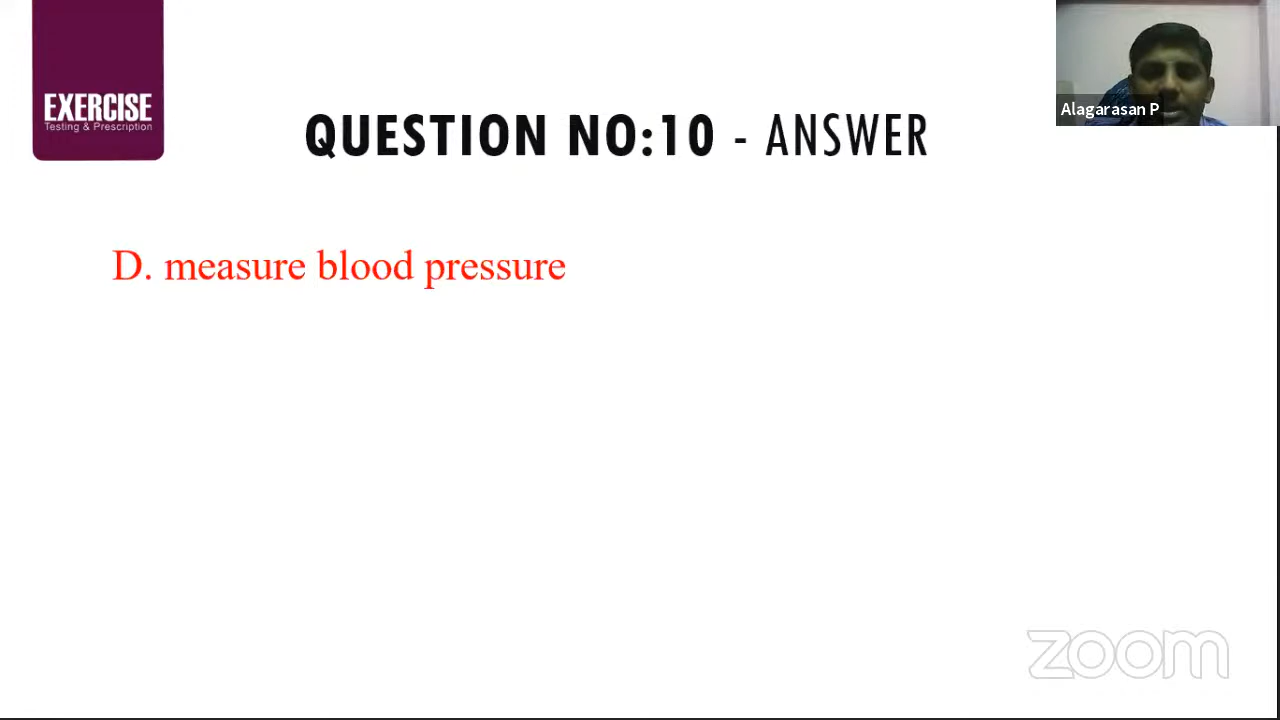 EXERCISE
Testing & Prescription
Alagarasan P
QUESTION NO:10 - ANSWER
D. measure blood pressure
zoom